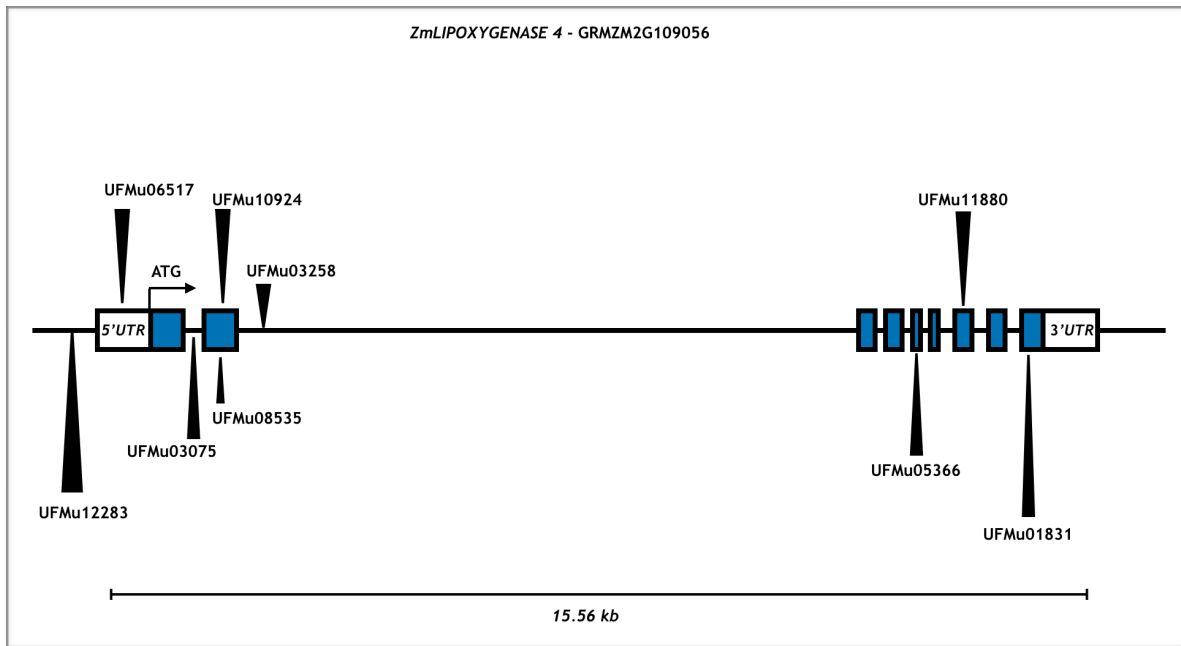 ZmLIPOXYGENASE 4 - GRMZM2G109056
UFMu06517
UFMu10924
UFMu11880
ATG
UFMu03258
5'UTR
3'UTR
UFMu08535
UFMu03075
UFMu05366
UFMu12283
UFMu01831
15.56 kb